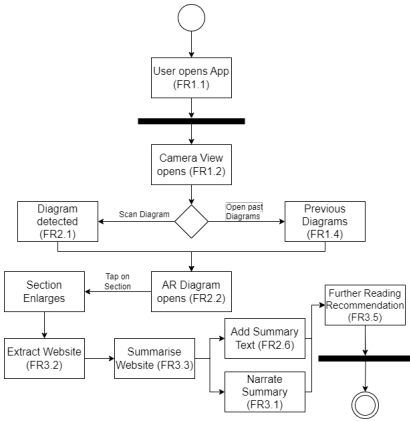 User opens App
(FR1.1)
Camera View
opens (FR1.2)
Diagram
detected
(FR2.1)
Scan Diagram
Open past
Diagrams
Previous
Diagrams
(FR1.4)
Section
Enlarges
Tap on
Section
AR Diagram
opens (FR2.2)
Further Reading
Recommendation
(FR3.5)
Extract Website
(FR3.2)
Summarise
Website (FR3.3)
Add Summary
Text (FR2.6)
Narrate
Summary
(FR3.1)